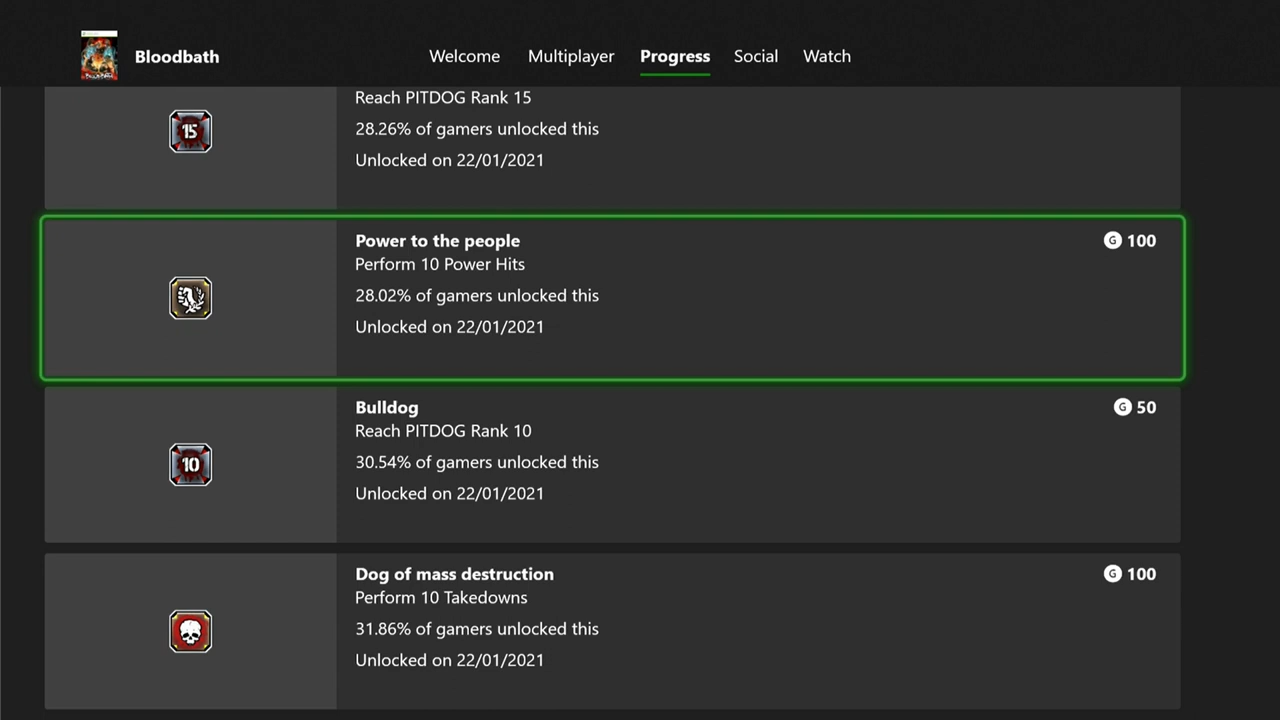 Bloodbath
Welcome Multiplayer Progress Social Watch
Reach PITDOG Rank 15
15
28.26% of gamers unlocked this
Unlocked on 22/01/2021
Power to the people
G 100
Perform 10 Power Hits
28.02% of gamers unlocked this
Unlocked on 22/01/2021
Bulldog
G 50
Reach PITDOG Rank 10
10
30.54% of gamers unlocked this
Unlocked on 22/01/2021
Dog of mass destruction
G 100
Perform 10 Takedowns
31.86% of gamers unlocked this
Unlocked on 22/01/2021